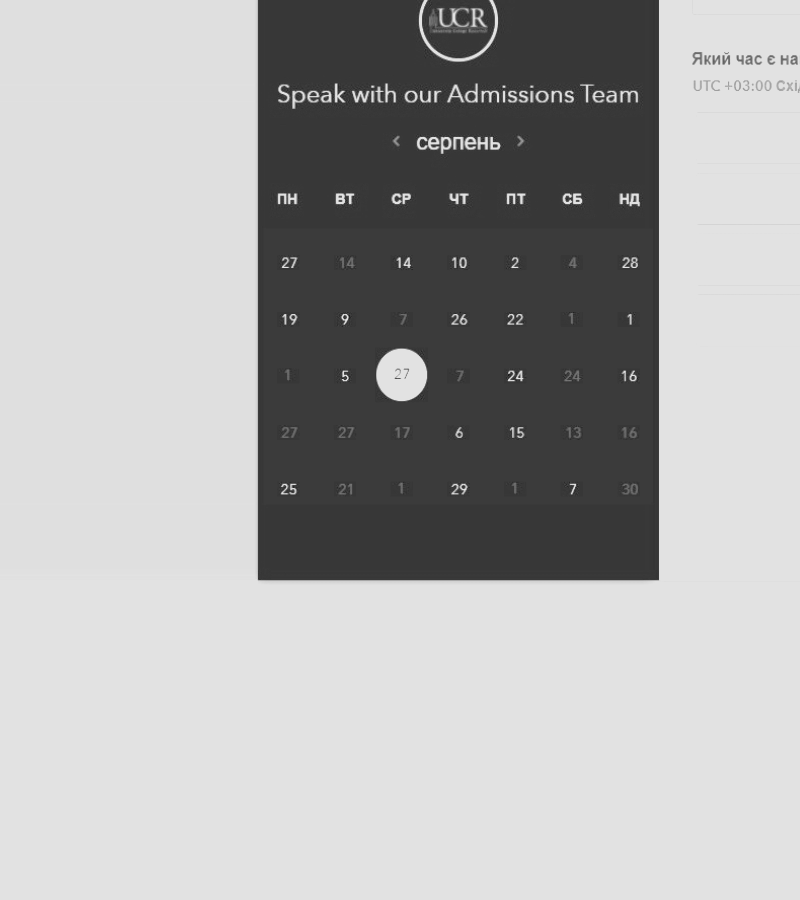 UCR
Speak with our Admissions Team
Який час є на
UTC +03:00 Схі
серпень
ПН ВТ СР ЧТ ПТ СБ НД
27 14 14 10 2 4 28
19 9 7 26 22 1 1
1 5 27 7 24 24 16
27 27 17 6 15 13 16
25 21 1 29 1 7 30